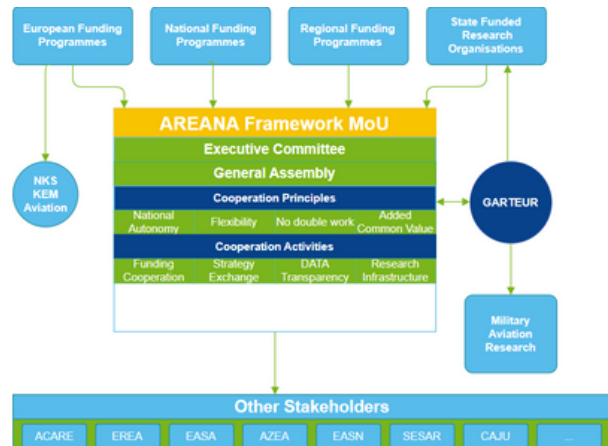 European Funding
Programmes
National Funding
Programmes
Regional Funding
Programmes
State Funded
Research
Organisations
AREANA Framework MoU
Executive Committee
General Assembly
Cooperation Principles
National
Autonomy
Flexibility
No double work
Added
Common Value
Cooperation Activities
Funding
Cooperation
Strategy
Exchange
DATA
Transparency
Research
Infrastructure
NKS
KEM
Aviation
GARTEUR
Military
Aviation
Research
Other Stakeholders
ACARE
EREA
EASA
AZEA
EASN
SESAR
CAJU
...